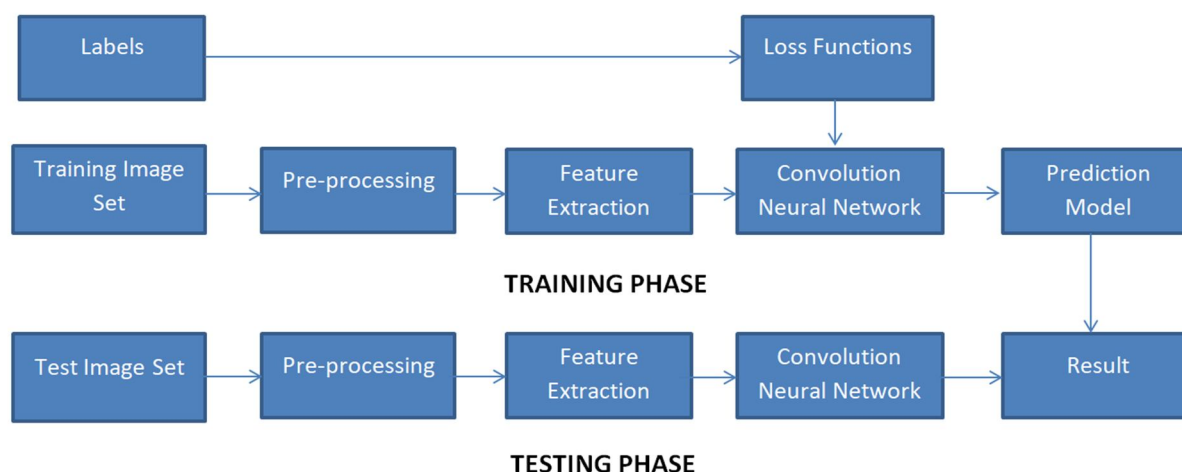 Labels
Loss Functions
Training Image
Set
Pre-processing
Feature
Extraction
Convolution
Neural Network
Prediction
Model
TRAINING PHASE
Test Image Set
Pre-processing
Feature
Extraction
Convolution
Neural Network
Result
TESTING PHASE